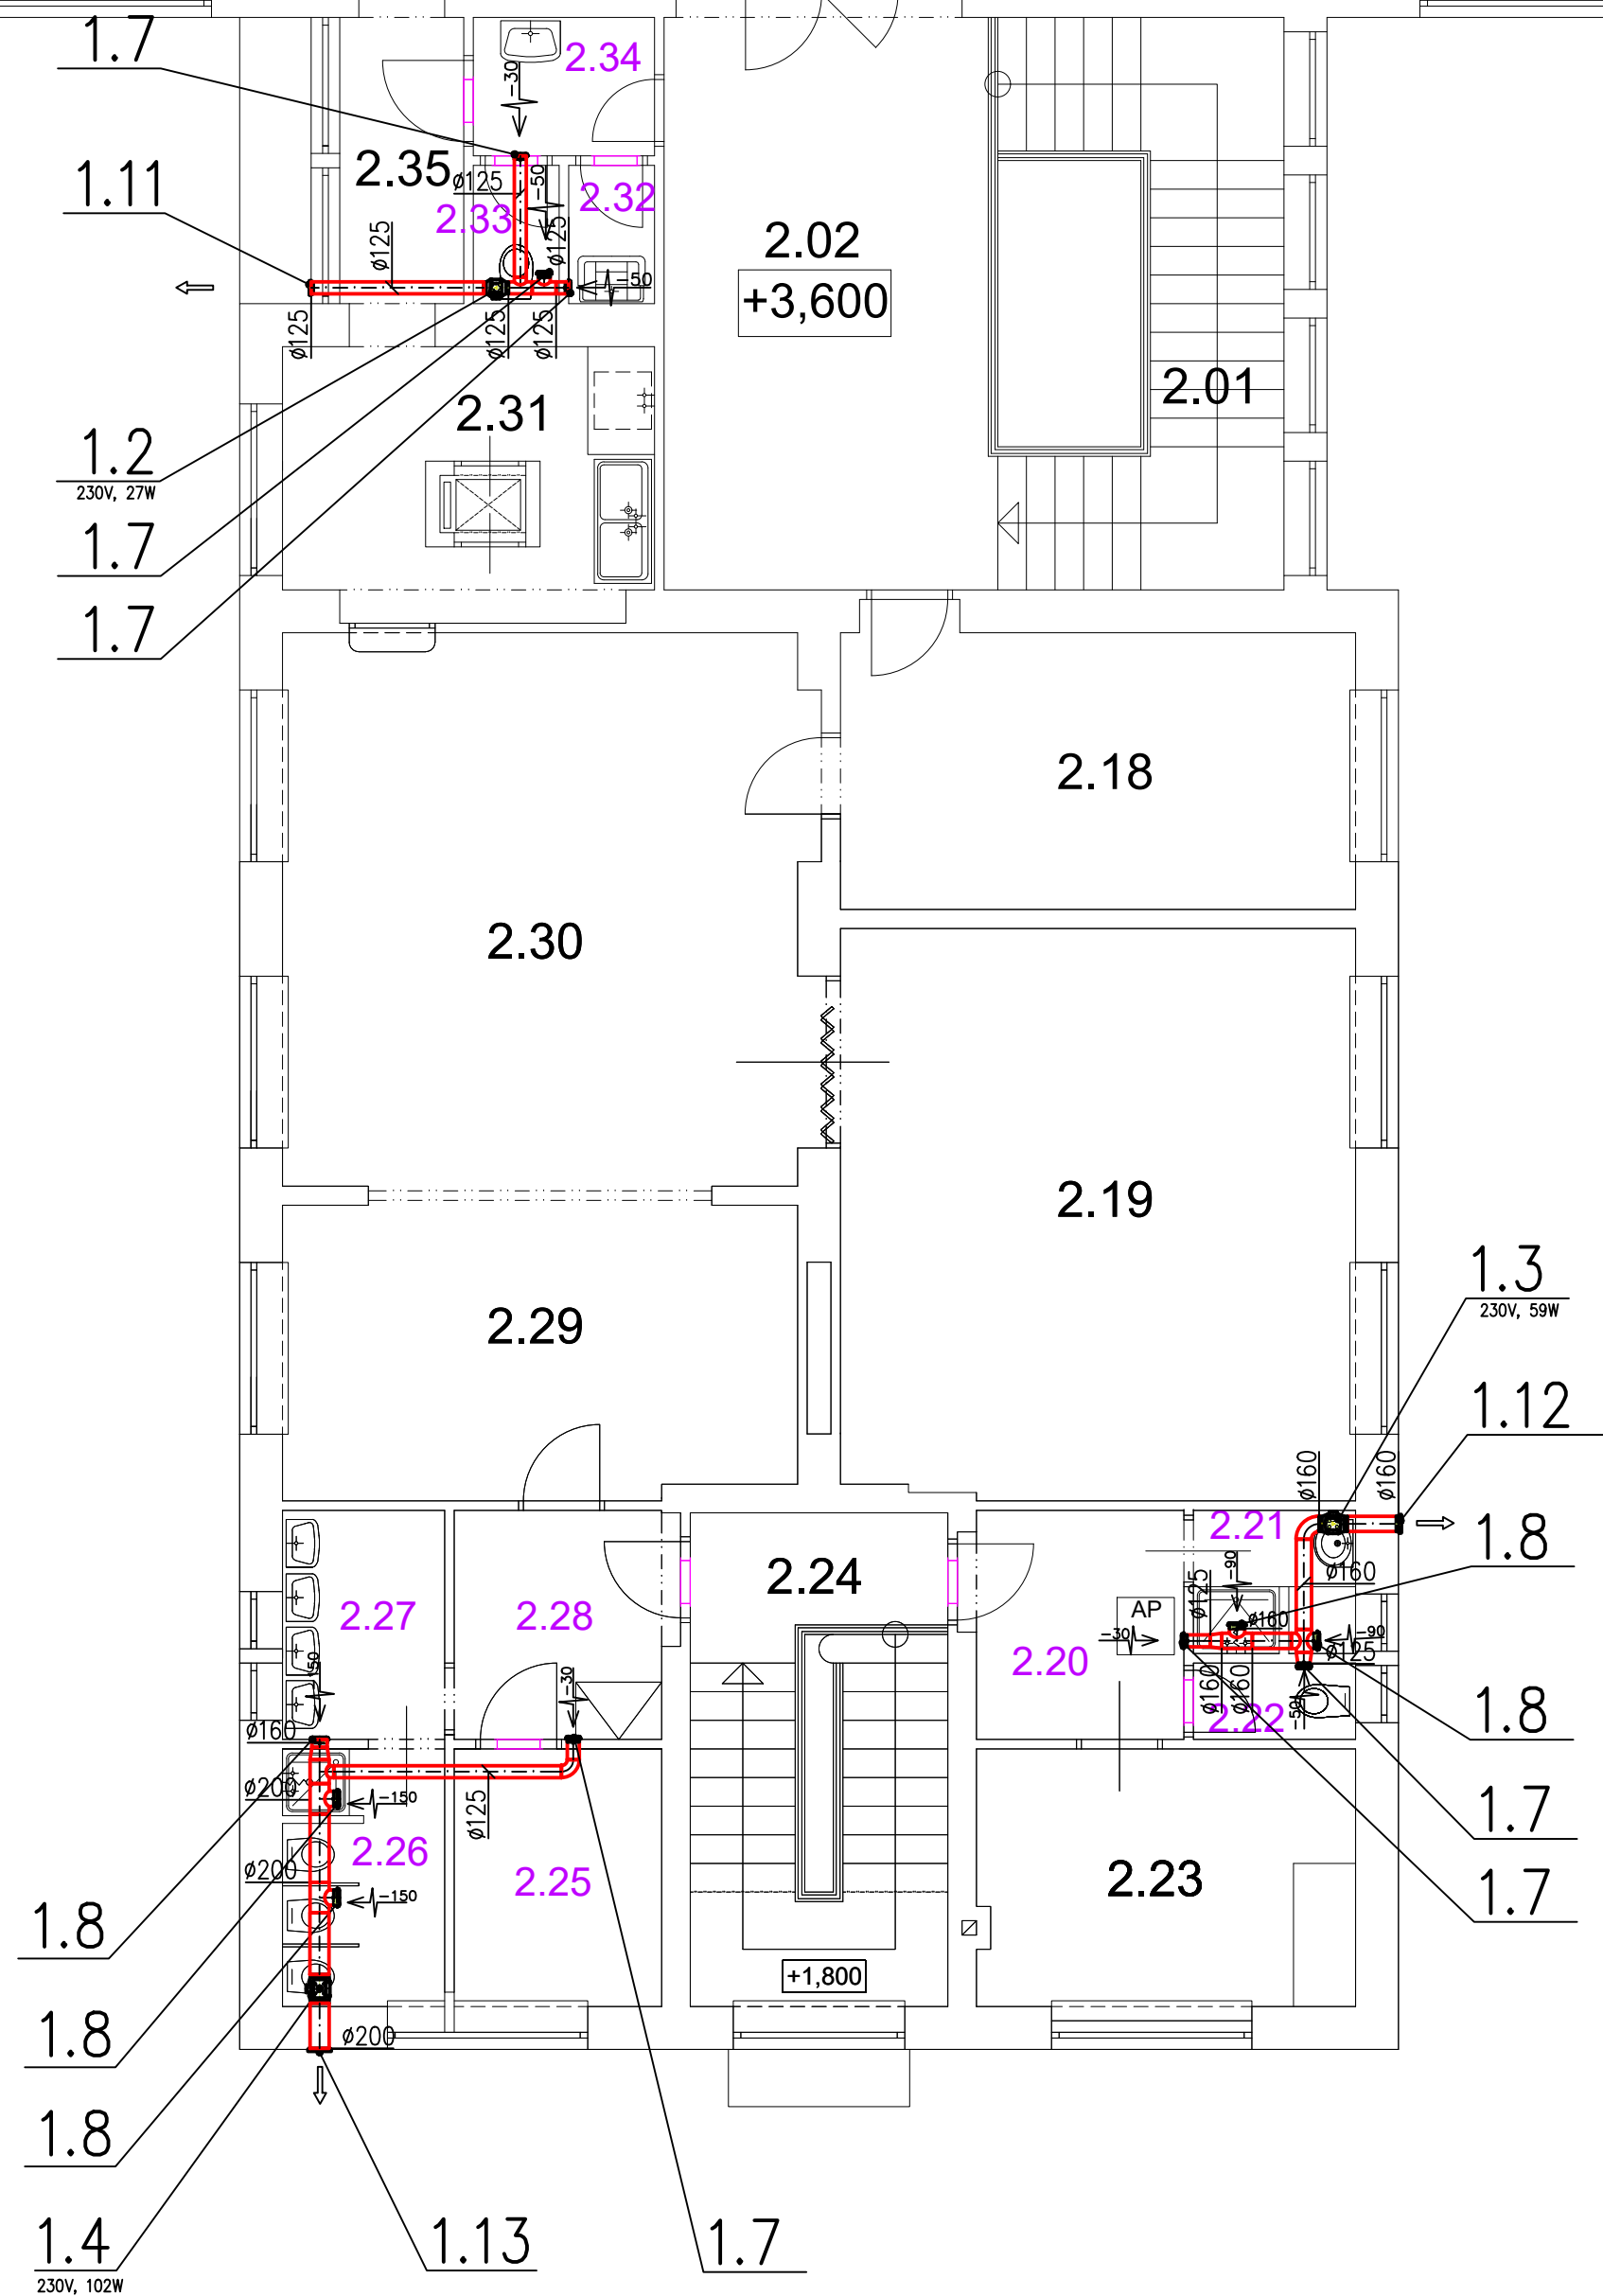 1.7
2.34
-30
1.11
2.35
ø125
-50
2.33
2.32
2.02
+3,600
ø125
ø125
-50
ø125
ø125
ø125
2.01
2.31
1.2
230V, 27W
1.7
1.7
2.18
2.30
2.19
2.29
1.3
230V, 59W
1.12
ø160
ø160
2.21
1.8
2.24
-90
ø160
ø125
2.27
2.28
AP
ø160
-30
-90
ø125
2.20
-50
-30
ø160
ø160
2.22
-50
1.8
ø160
ø200
-150
ø125
1.7
2.26
2.25
2.23
ø200
-150
1.7
1.8
+1,800
1.8
ø200
1.8
1.4
230V, 102W
1.13
1.7